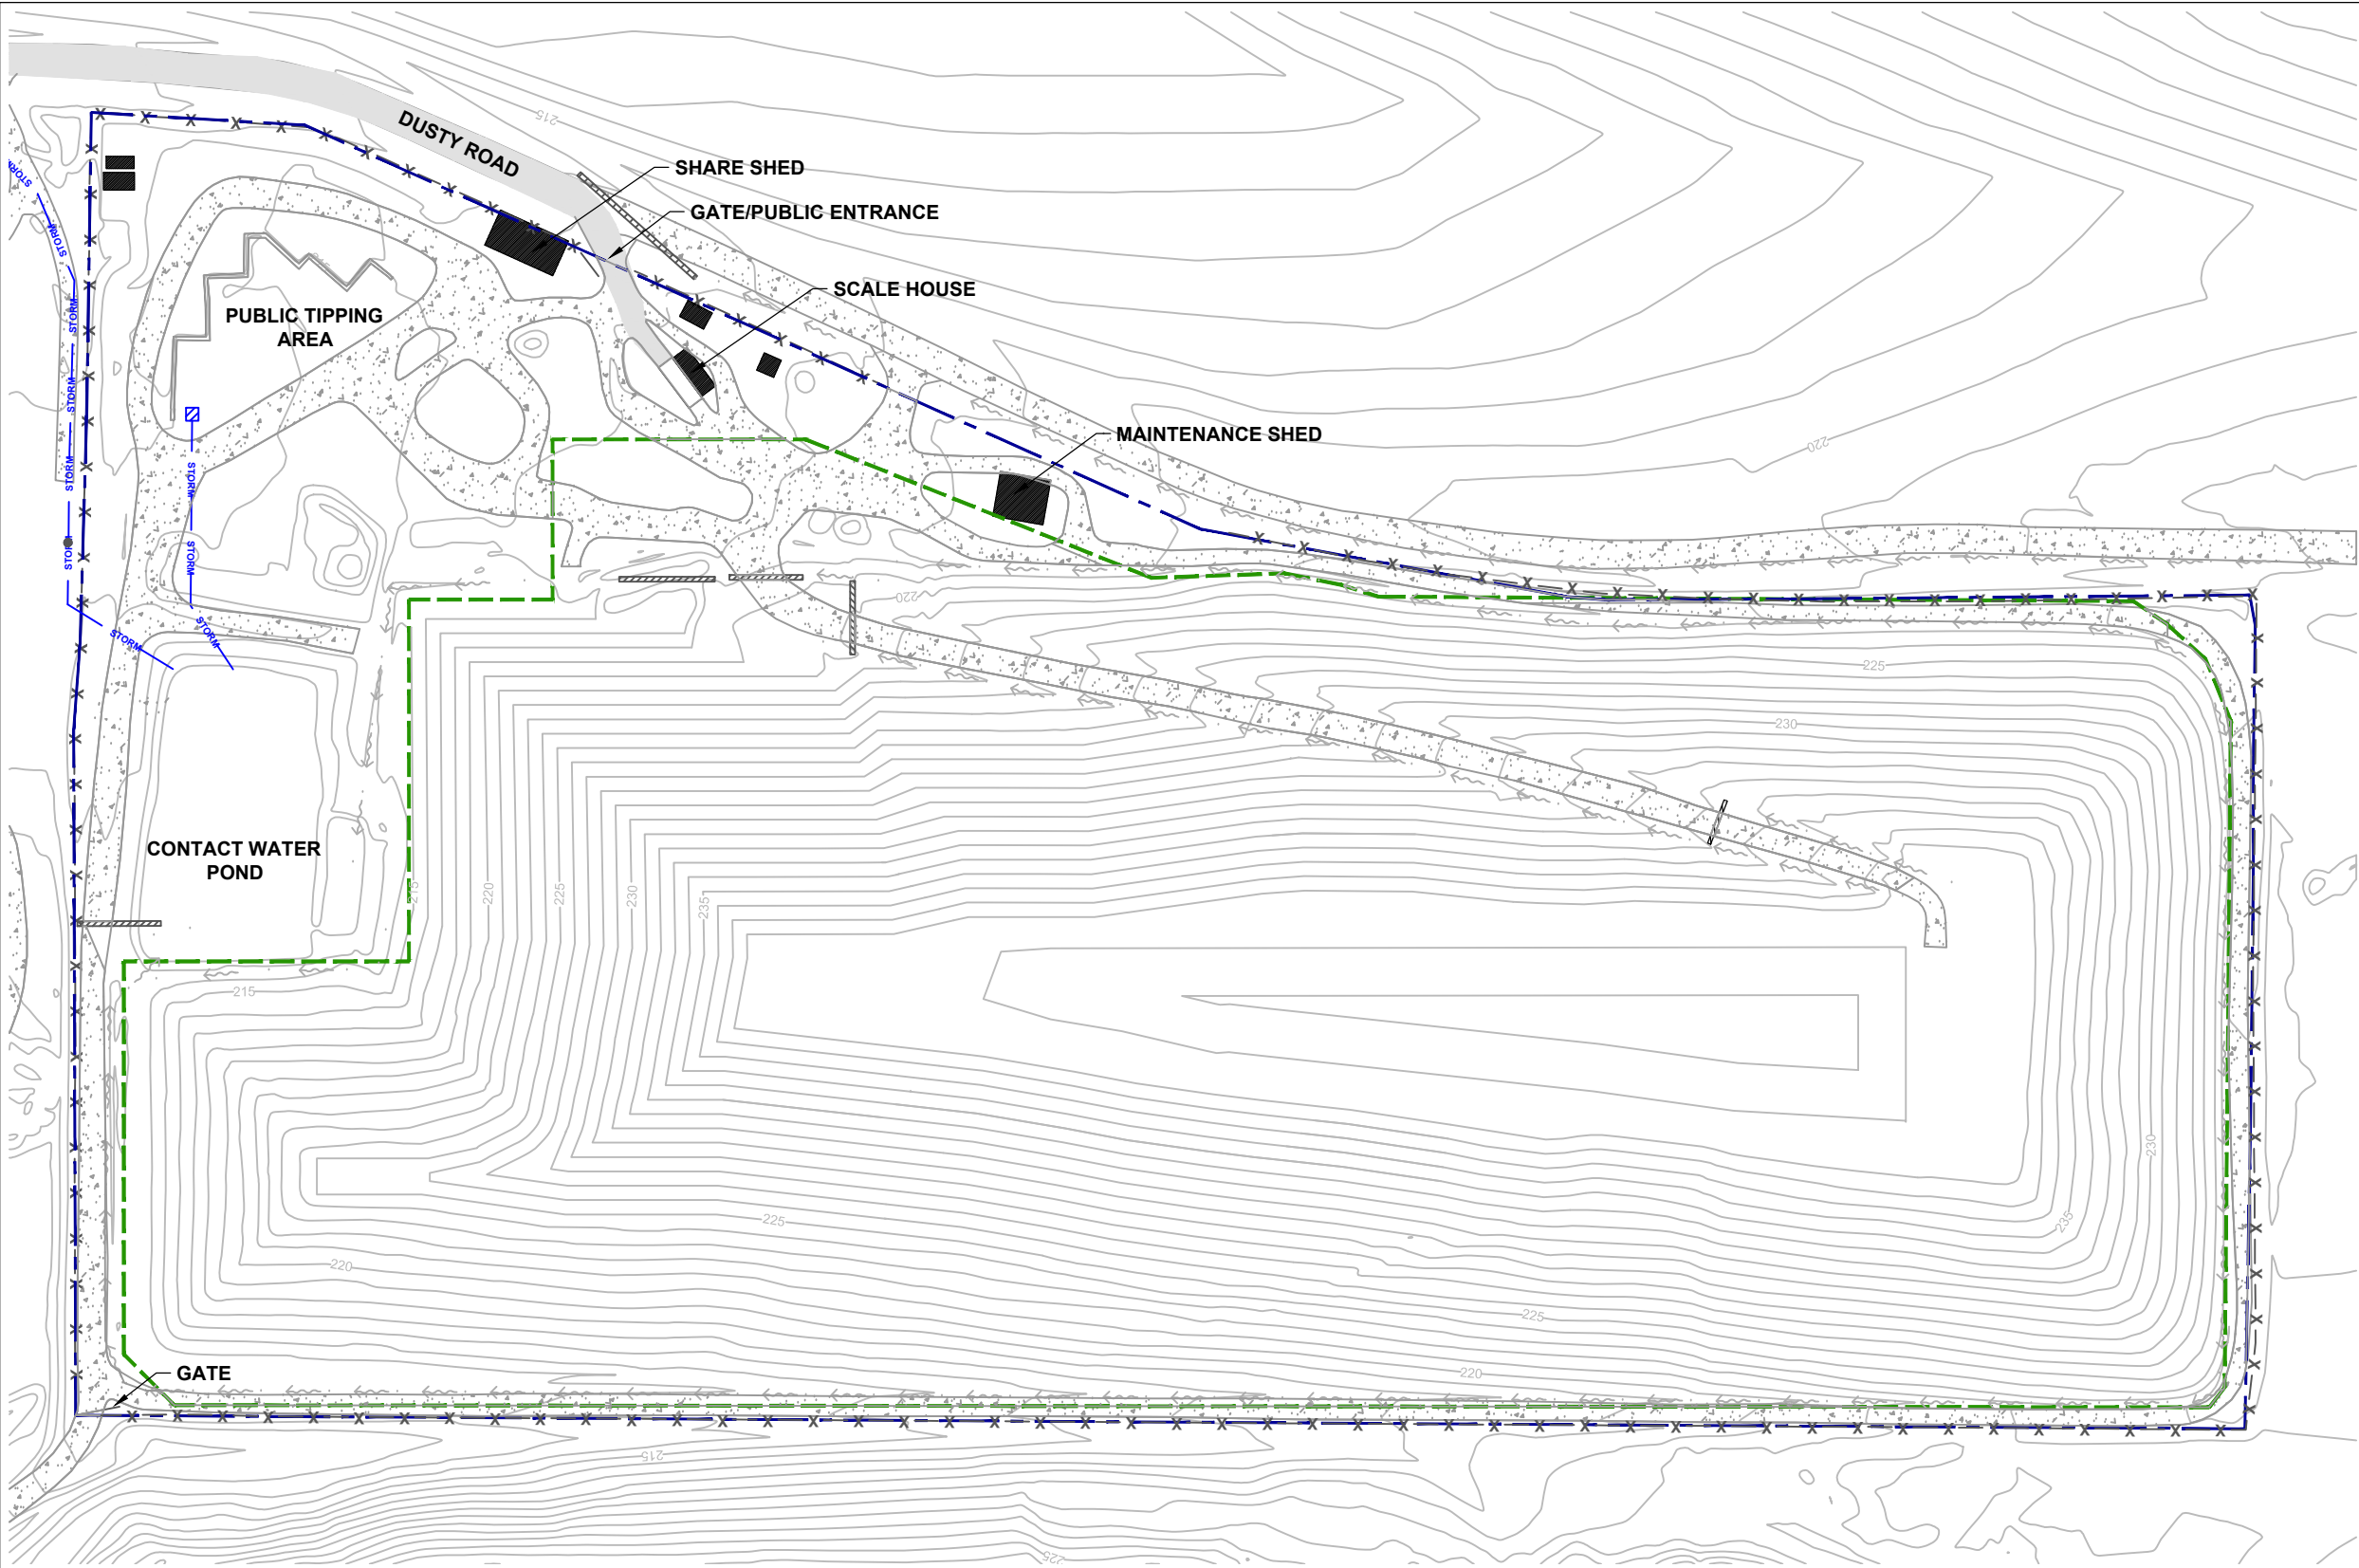 215
DUSTY ROAD
SHARE SHED
STORM
GATE/PUBLIC ENTRANCE
STORM
SCALE HOUSE
STORM
PUBLIC TIPPING
AREA
STORM
MAINTENANCE SHED
220
STORM
STORM
STORM
STORM
220
STORM
STORM
225
230
CONTACT WATER
POND
215
220
225
230
235
215
230
225
235
220
225
GATE
220
215
225